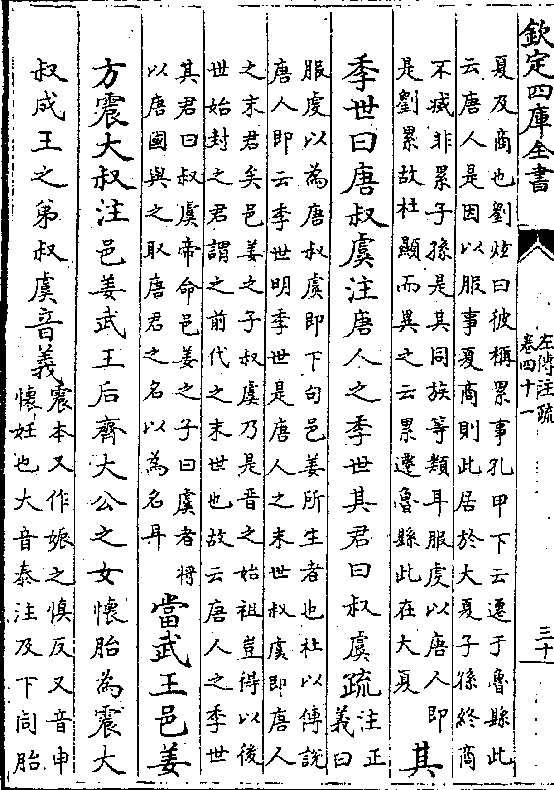 欽定四庫全書
左傳注疏
卷四十一
三十一
夏及商也劉炫曰彼稱累事孔甲下云遷于魯縣此
云唐人是因以服事夏商則此居於大夏子孫終商
不滅非累子孫是其同族等類耳服虔以唐人即
是劉累故杜顯而異之云累遷魯縣此在大夏
其
季世曰唐叔虞注唐人之季世其君曰叔虞疏
注正
義曰
服虔以為唐叔虞即下句邑姜所生者也杜以傳說
唐人即云季世明季世是唐人之末世叔虞即唐人
之末君矣邑姜之子叔虞乃是晉之始祖豈得以後
世始封之君謂之前代之末世也故云唐人之季世
其君曰叔虞帝命邑姜之子曰虞者將
以唐國與之取唐君之名以為名耳
當武王邑姜
方震大叔注邑姜武王后齊大公之女懷胎為震大
叔成王之弟叔虞音義
震本又作娠之慎反又音申
懷妊也大音泰注及下同胎